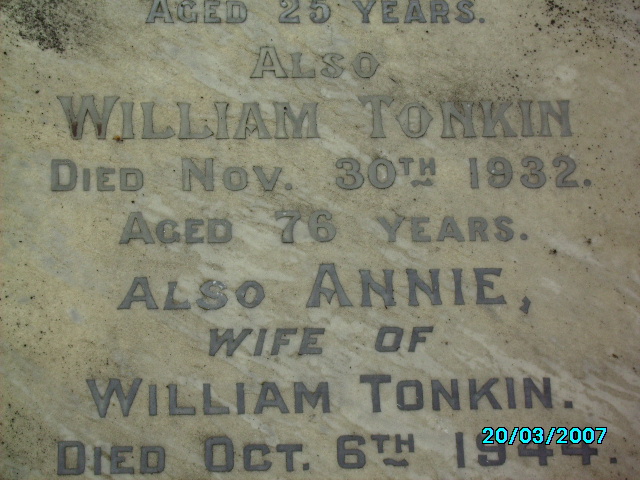 AGED 25 YEARS.
ALSO
WILLIAM TONKIN
DIED NOV. 30TH 1932.
AGED 76 YEARS.
ALSO ANNIE,
WIFE OF
WILLIAM TONKIN.
DIED OCT. 6TH 1944.
20/03/2007